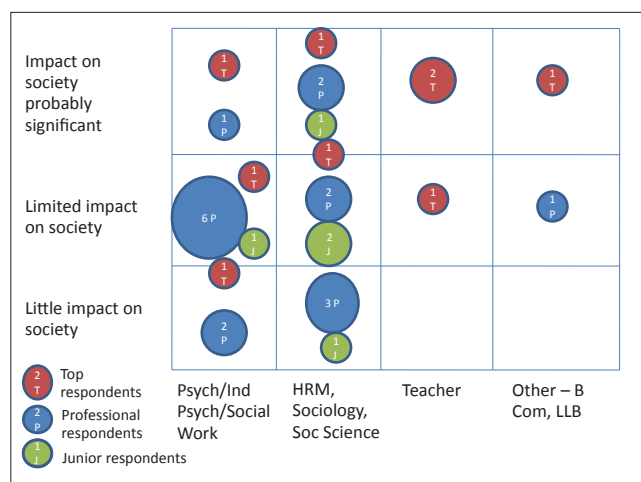 Impact on
society
probably
significant
1
T
1
P
1
T
2
P
1
J
2
T
1
T
Limited impact
on society
6 P
1
T
1
J
1
T
2
P
2
J
1
T
1
P
Little impact on
society
1
T
2
P
3 P
1
J
2
T
Top
respondents
2
P
Professional
respondents
1
J
Junior respondents
Psych/Ind
Psych/Social
Work
HRM,
Sociology,
Soc Science
Teacher
Other – B
Com, LLB